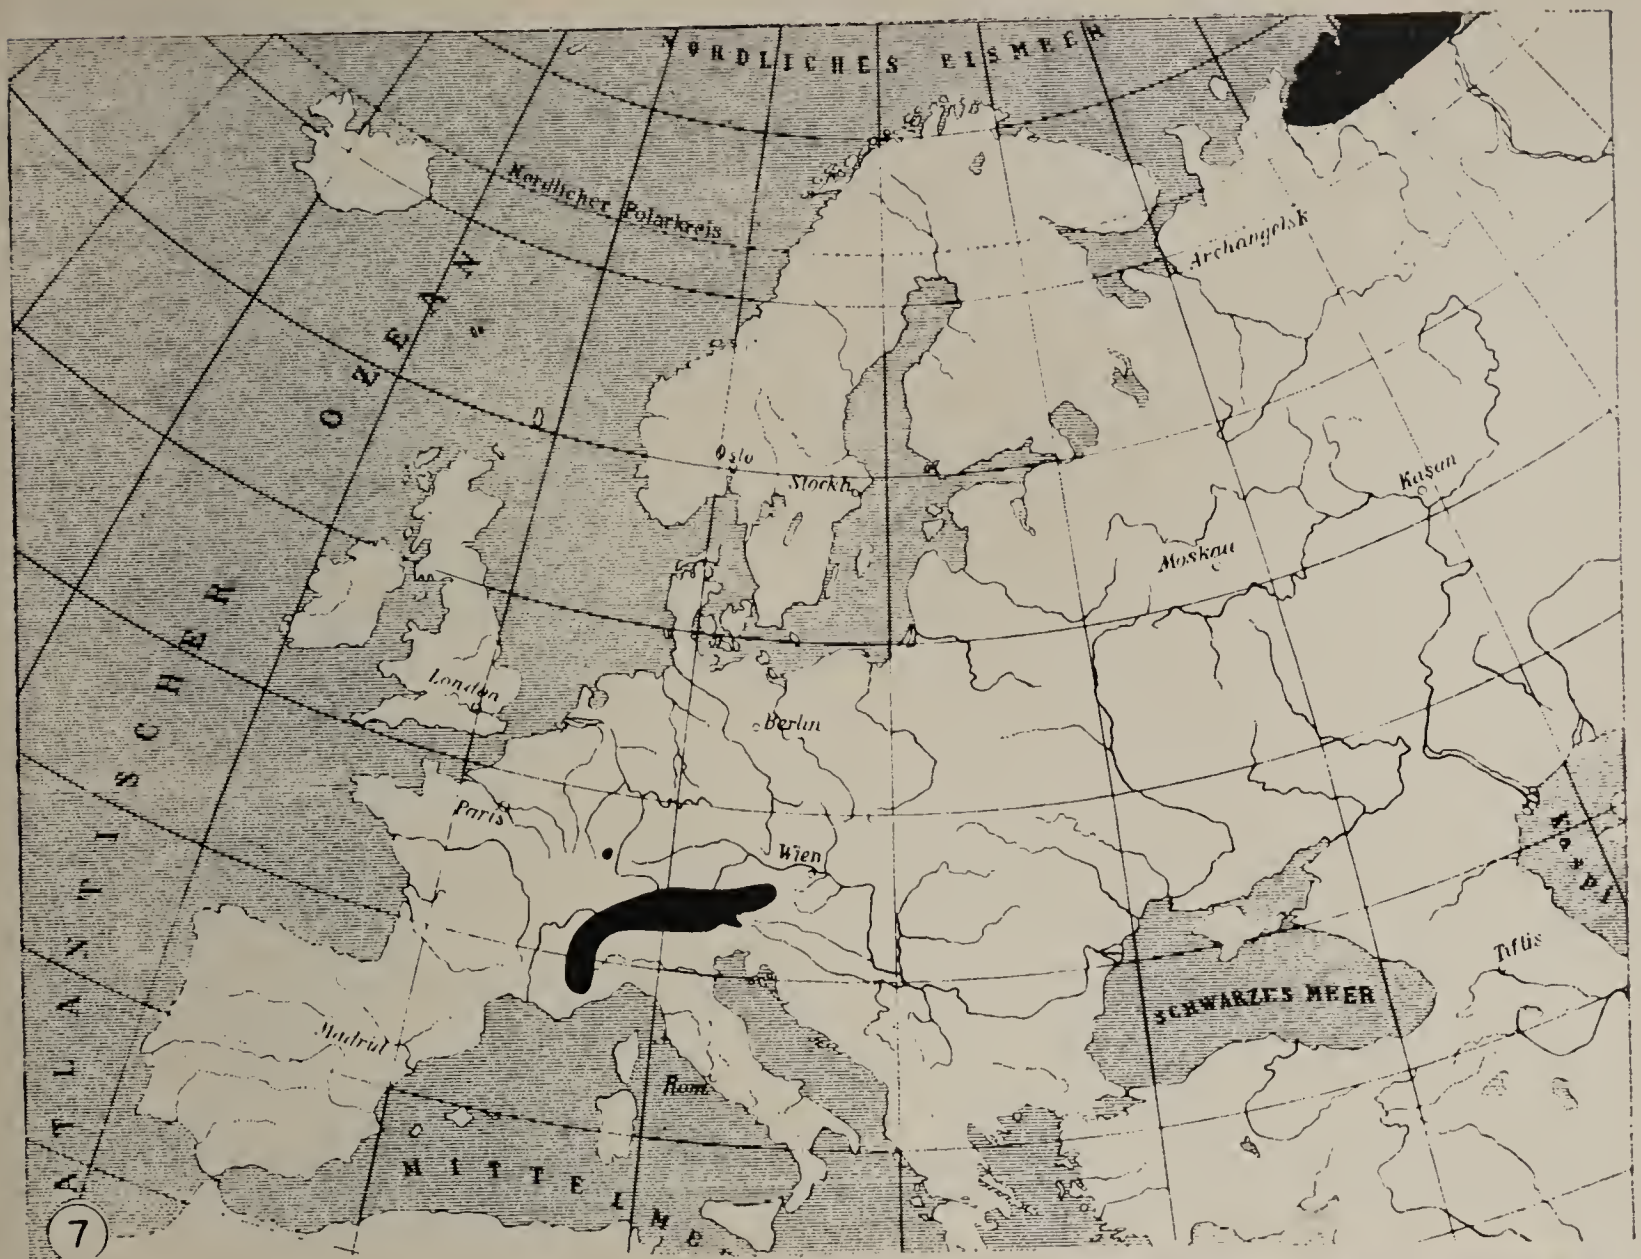 NÖRDLICHES EISMEER
Nördlicher Polarkreis
Archangelsk
ATLANTISCHER OZEAN
Oslo
Stockh.
Kasan
Moskau
London
Berlin
Paris
Wien
Tiflis
SCHWARZES MEER
Madrid
Rom
MITTELME
7